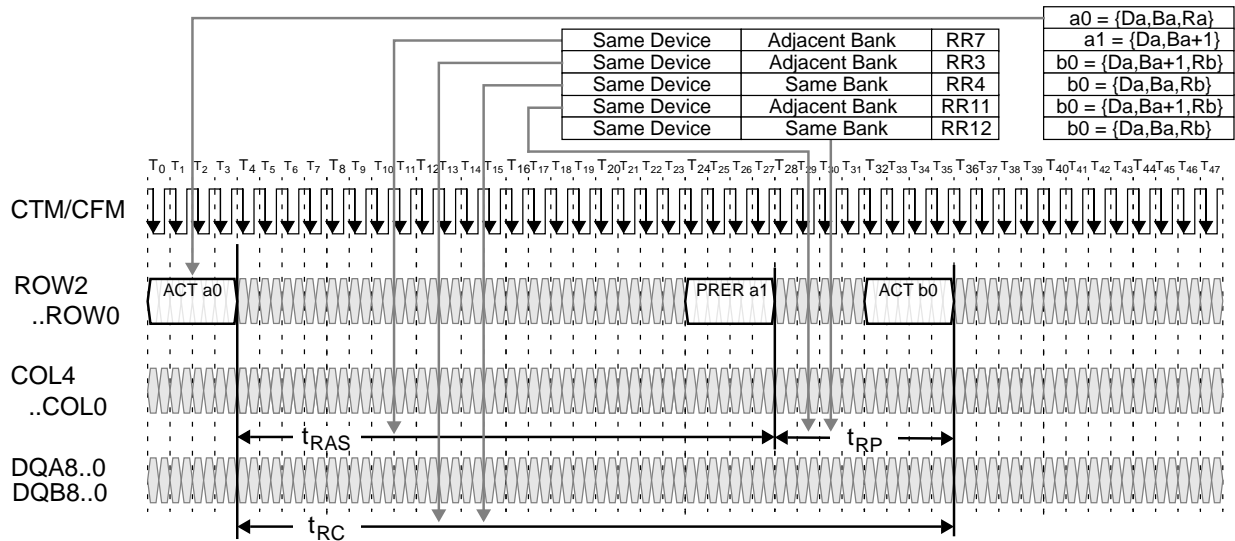 a0 = {Da,Ba,Ra}
Same Device Adjacent Bank RR7 a1 = {Da,Ba+1}
Same Device Adjacent Bank RR3 b0 = {Da,Ba+1,Rb}
Same Device Same Bank RR4 b0 = {Da,Ba,Rb}
Same Device Adjacent Bank RR11 b0 = {Da,Ba+1,Rb}
Same Device Same Bank RR12 b0 = {Da,Ba,Rb}
T0 T1 T2 T3 T4 T5 T6 T7 T8 T9 T10 T11 T12 T13 T14 T15 T16 T17 T18 T19 T20 T21 T22 T23 T24 T25 T26 T27 T28 T29 T30 T31 T32 T33 T34 T35 T36 T37 T38 T39 T40 T41 T42 T43 T44 T45 T46 T47
CTM/CFM
ROW2
..ROW0
ACT a0 PRER a1 ACT b0
COL4
..COL0
tRAS tRP
DQA8..0
DQB8..0
tRC